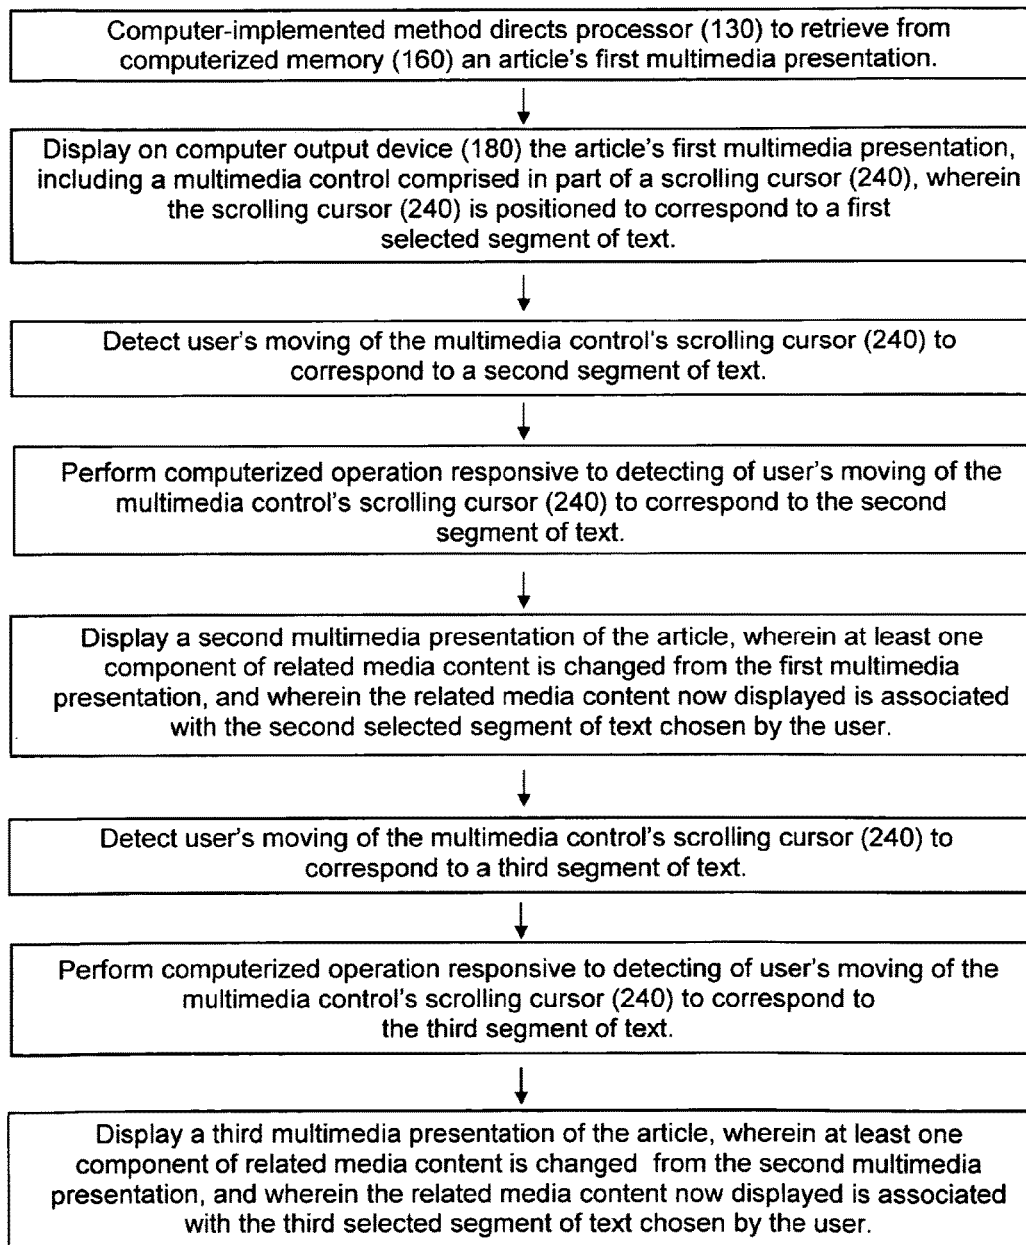 Computer-implemented method directs processor (130) to retrieve from
computerized memory (160) an article's first multimedia presentation.
Display on computer output device (180) the article's first multimedia presentation,
including a multimedia control comprised in part of a scrolling cursor (240), wherein
the scrolling cursor (240) is positioned to correspond to a first
selected segment of text.
Detect user's moving of the multimedia control's scrolling cursor (240) to
correspond to a second segment of text.
Perform computerized operation responsive to detecting of user's moving of the
multimedia control's scrolling cursor (240) to correspond to the second
segment of text.
Display a second multimedia presentation of the article, wherein at least one
component of related media content is changed from the first multimedia
presentation, and wherein the related media content now displayed is associated
with the second selected segment of text chosen by the user.
Detect user's moving of the multimedia control's scrolling cursor (240) to
correspond to a third segment of text.
Perform computerized operation responsive to detecting of user's moving of the
multimedia control's scrolling cursor (240) to correspond to
the third segment of text.
Display a third multimedia presentation of the article, wherein at least one
component of related media content is changed from the second multimedia
presentation, and wherein the related media content now displayed is associated
with the third selected segment of text chosen by the user.